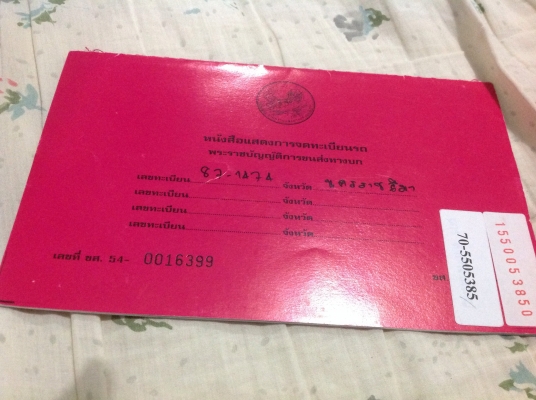 หนังสือแสดงการจดทะเบียนรถ
พระราชบัญญัติการขนส่งทางบก
เลขทะเบียน จังหวัด นครราชสีมา
เลขทะเบียน จังหวัด
เลขทะเบียน จังหวัด
เลขทะเบียน จังหวัด
เลขที่ ขค. 54- 0016399
70-5505385
1550053850